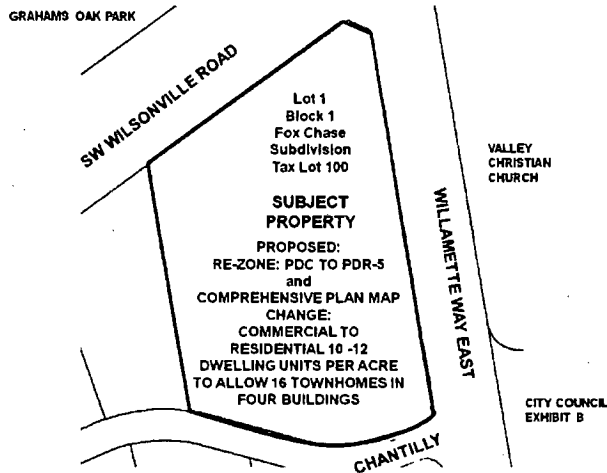 GRAHAMS OAK PARK
SW WILSONVILLE ROAD
Lot 1
Block 1
Fox Chase
Subdivision
Tax Lot 100
SUBJECT
PROPERTY
PROPOSED:
RE-ZONE: PDC TO PDR-5
and
COMPREHENSIVE PLAN MAP
CHANGE:
COMMERCIAL TO
RESIDENTIAL 10 -12
DWELLING UNITS PER ACRE
TO ALLOW 16 TOWNHOMES IN
FOUR BUILDINGS
VALLEY
CHRISTIAN
CHURCH
WILLAMETTE WAY EAST
CITY COUNCIL
EXHIBIT B
CHANTILLY